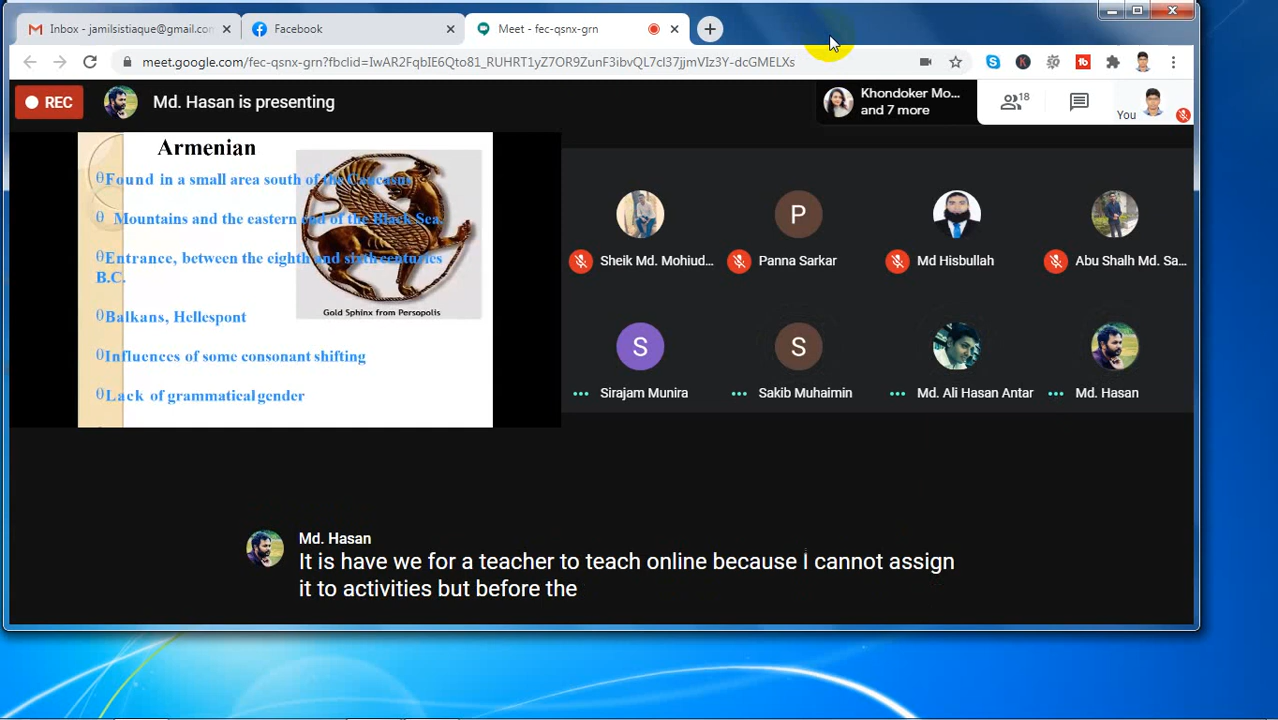 Inbox - jamilsistiaque@gmail.com
Facebook
Meet - fec-qsnx-grn
meet.google.com/fec-qsnx-grn?fbclid=IwAR2FqbIE6Qto81_RUHRT1yZ7OR9ZunF3ibvQL7cl37jjmVIz3Y-dcGMELXs
REC
Md. Hasan is presenting
Khondoker Mo...
and 7 more
18
You
Armenian
θFound in a small area south of the Caucasus
θ Mountains and the eastern end of the Black Sea.
θEntrance, between the eighth and sixth centuries
B.C.
θBalkans, Hellespont
θInfluences of some consonant shifting
θLack of grammatical gender
Gold Sphinx from Persopolis
Sheik Md. Mohiud...
P
Panna Sarkar
Md Hisbullah
Abu Shalh Md. Sa...
S
Sirajam Munira
S
Sakib Muhaimin
Md. Ali Hasan Antar
Md. Hasan
Md. Hasan
It is have we for a teacher to teach online because I cannot assign
it to activities but before the